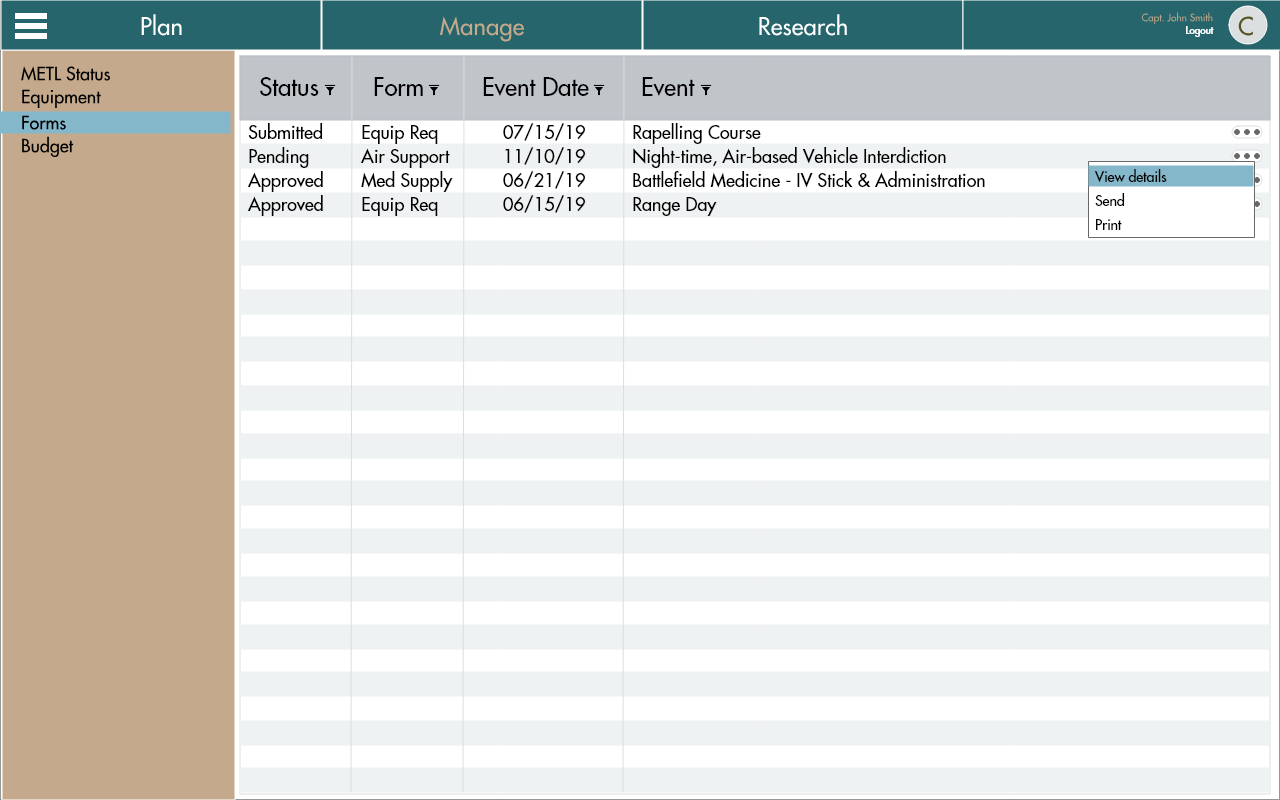 Plan
Manage
Research
Capt. John Smith
Logout
C
METL Status
Equipment
Forms
Budget
Status Form Event Date Event
Submitted Equip Req 07/15/19 Rapelling Course
Pending Air Support 11/10/19 Night-time, Air-based Vehicle Interdiction
Approved Med Supply 06/21/19 Battlefield Medicine - IV Stick & Administration
Approved Equip Req 06/15/19 Range Day
View details
Send
Print